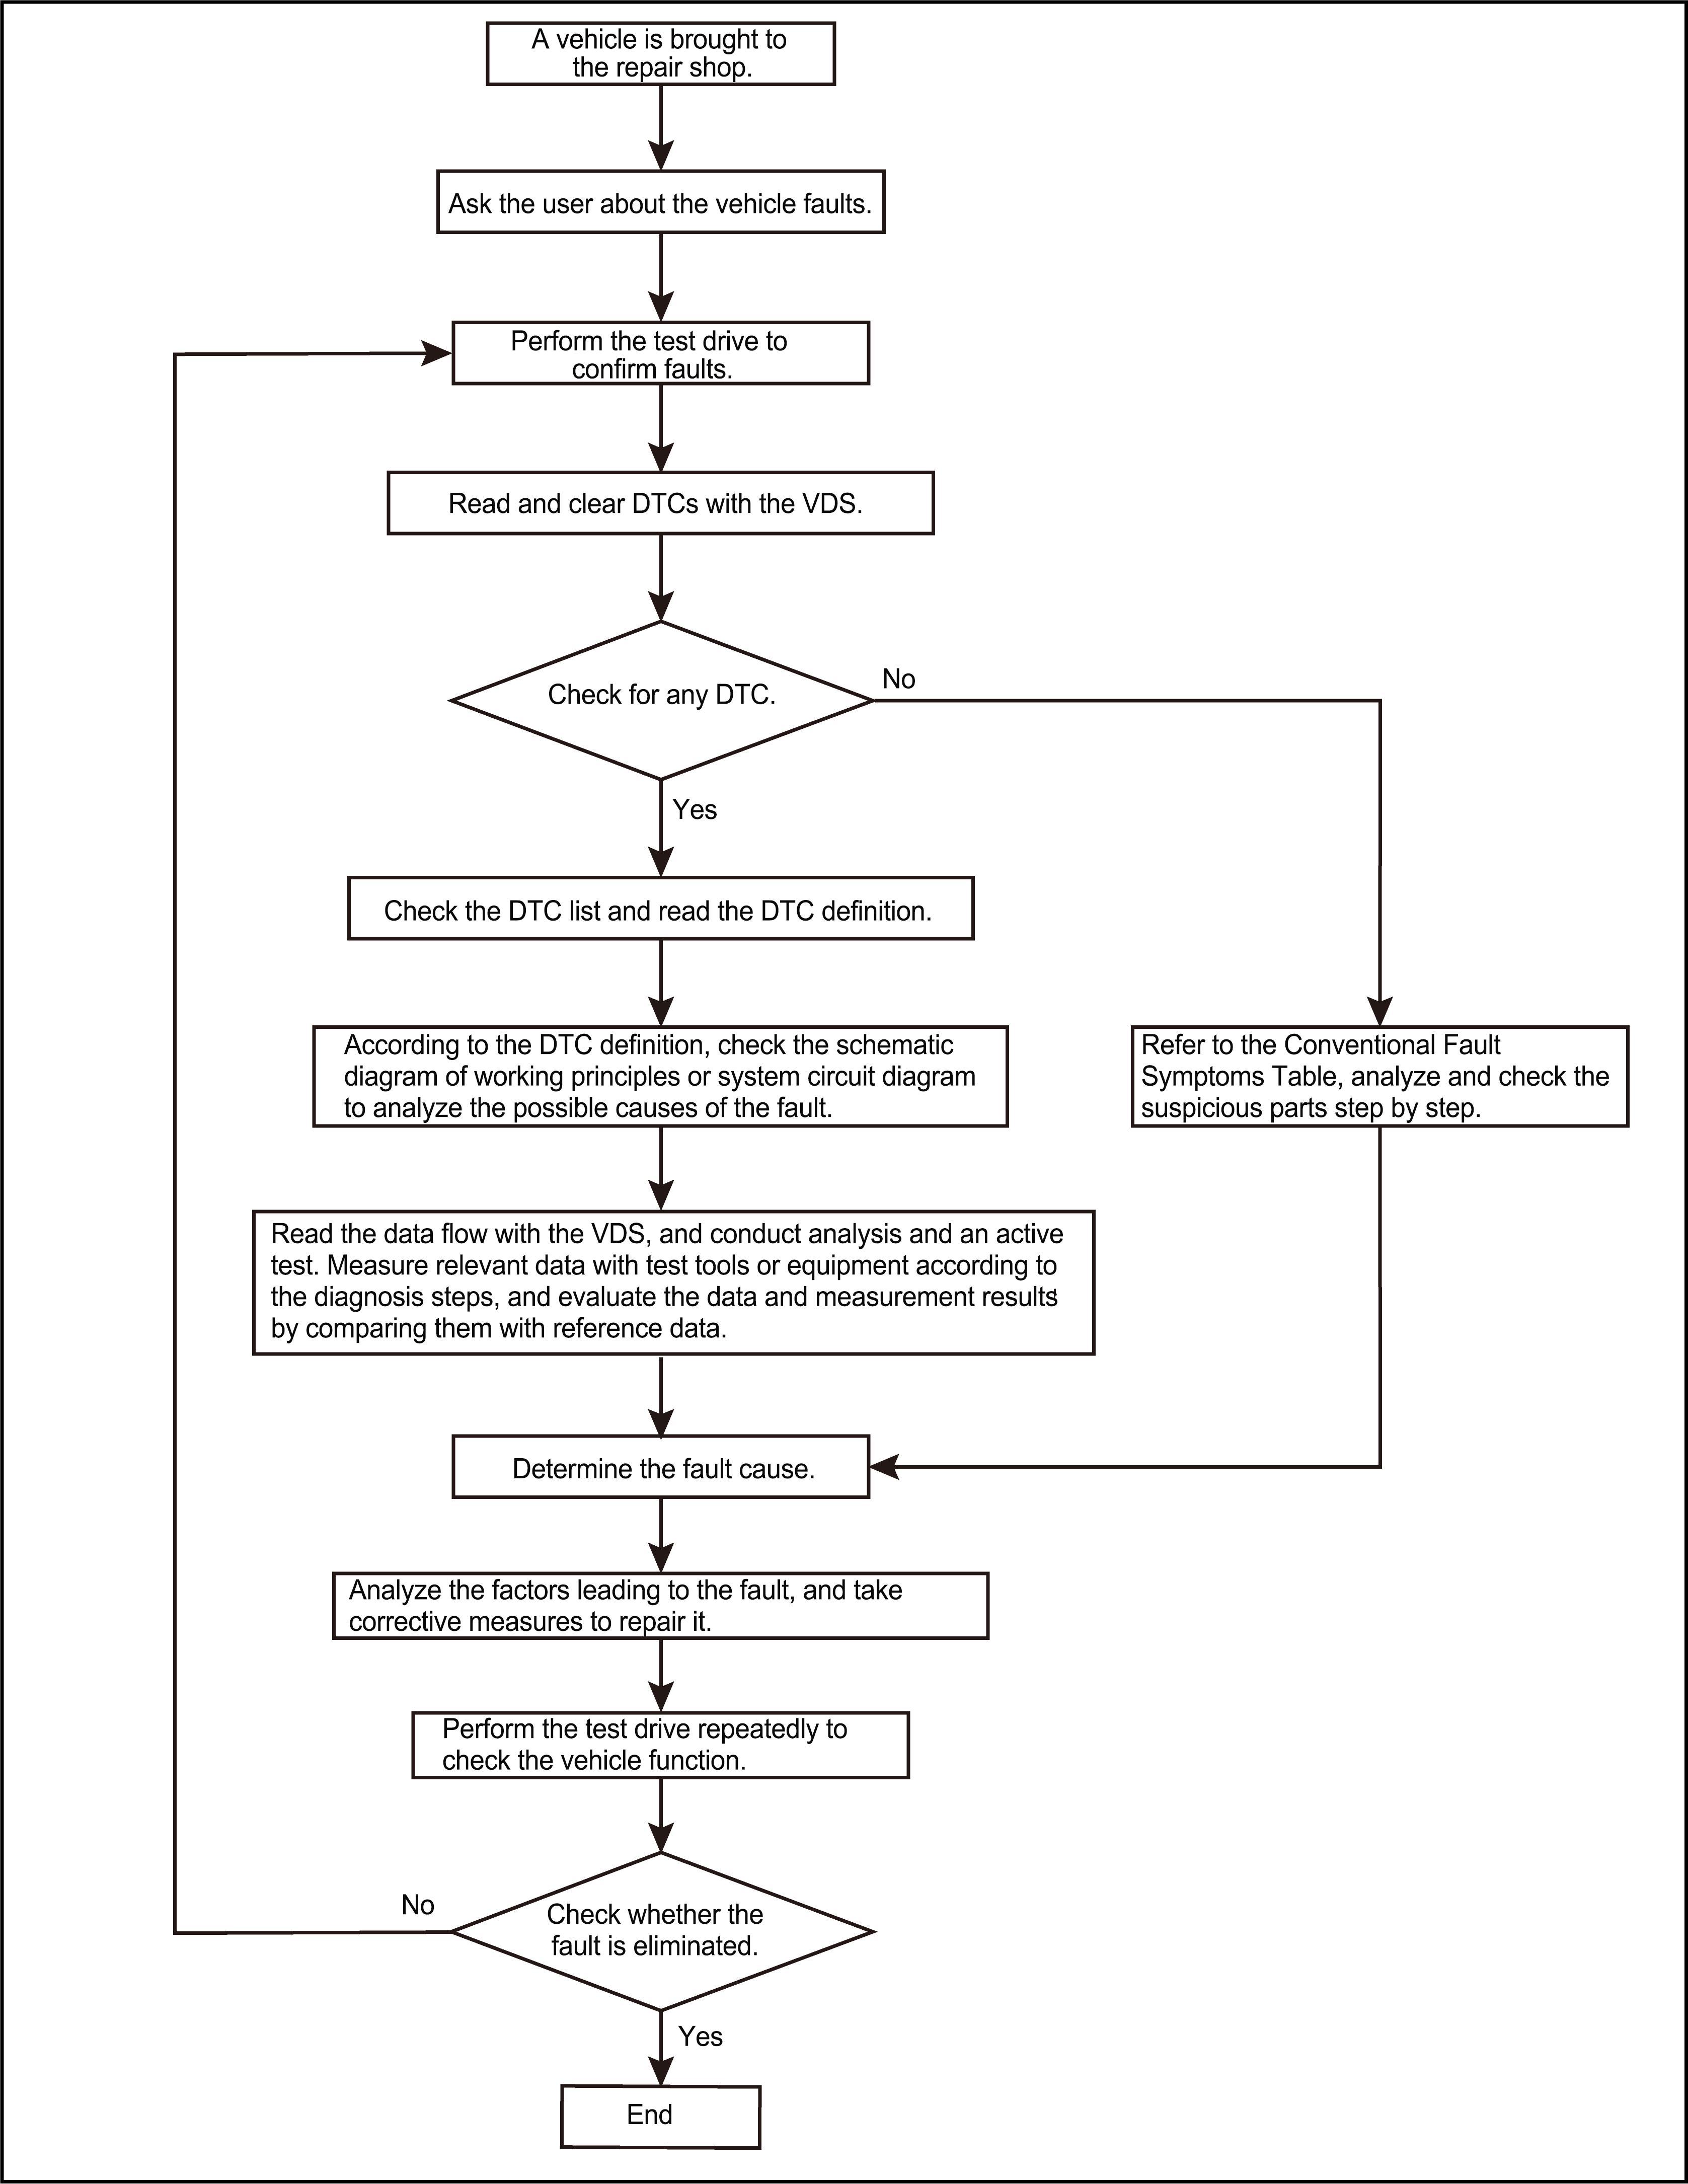 A vehicle is brought to
the repair shop.
Ask the user about the vehicle faults.
Perform the test drive to
confirm faults.
Read and clear DTCs with the VDS.
Check for any DTC.
No
Yes
Check the DTC list and read the DTC definition.
According to the DTC definition, check the schematic
diagram of working principles or system circuit diagram
to analyze the possible causes of the fault.
Refer to the Conventional Fault
Symptoms Table, analyze and check the
suspicious parts step by step.
Read the data flow with the VDS, and conduct analysis and an active
test. Measure relevant data with test tools or equipment according to
the diagnosis steps, and evaluate the data and measurement results
by comparing them with reference data.
Determine the fault cause.
Analyze the factors leading to the fault, and take
corrective measures to repair it.
Perform the test drive repeatedly to
check the vehicle function.
No
Check whether the
fault is eliminated.
Yes
End